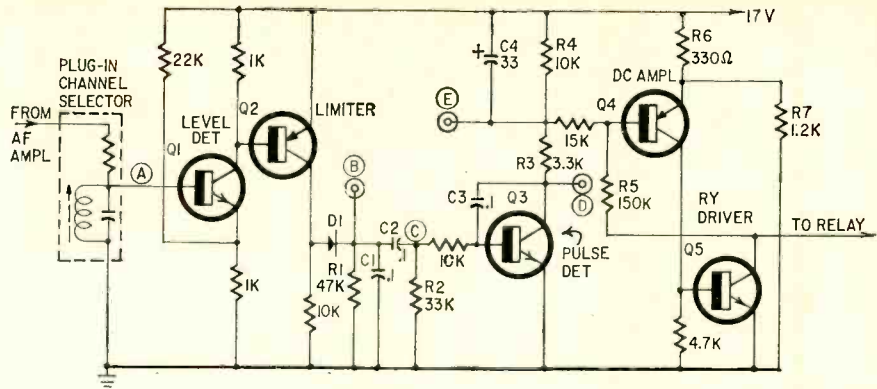 17 V
PLUG-IN
CHANNEL
SELECTOR
FROM
AF
AMPL
A
22K
1K
LEVEL
DET
Q1
Q2
LIMITER
1K
B
D1
R1
47K
10K
C1
.1
C2
.1
C
R2
33K
10K
C3
.1
Q3
PULSE
DET
D
E
+
C4
33
R4
10K
R3
3.3K
15K
R5
150K
DC AMPL
Q4
R6
330Ω
R7
1.2K
RY
DRIVER
Q5
TO RELAY
4.7K